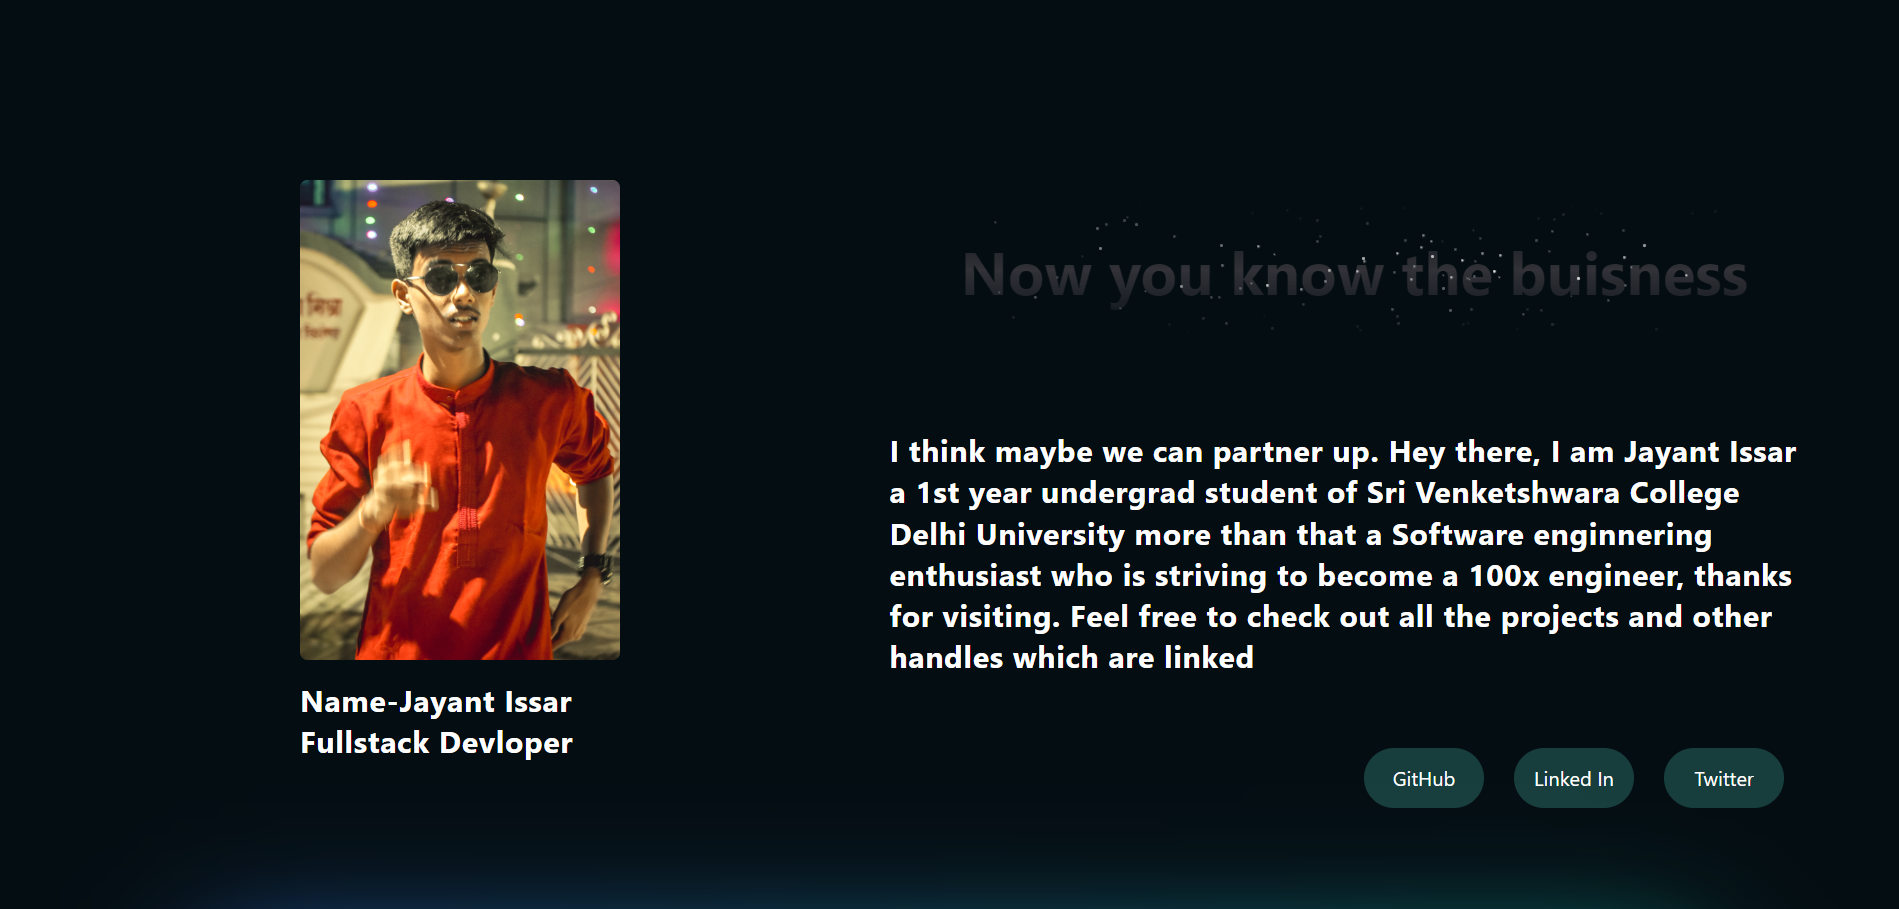 Now you know the buisness
I think maybe we can partner up. Hey there, I am Jayant Issar
a 1st year undergrad student of Sri Venketshwara College
Delhi University more than that a Software enginnering
enthusiast who is striving to become a 100x engineer, thanks
for visiting. Feel free to check out all the projects and other
handles which are linked
Name-Jayant Issar
Fullstack Devloper
GitHub
Linked In
Twitter